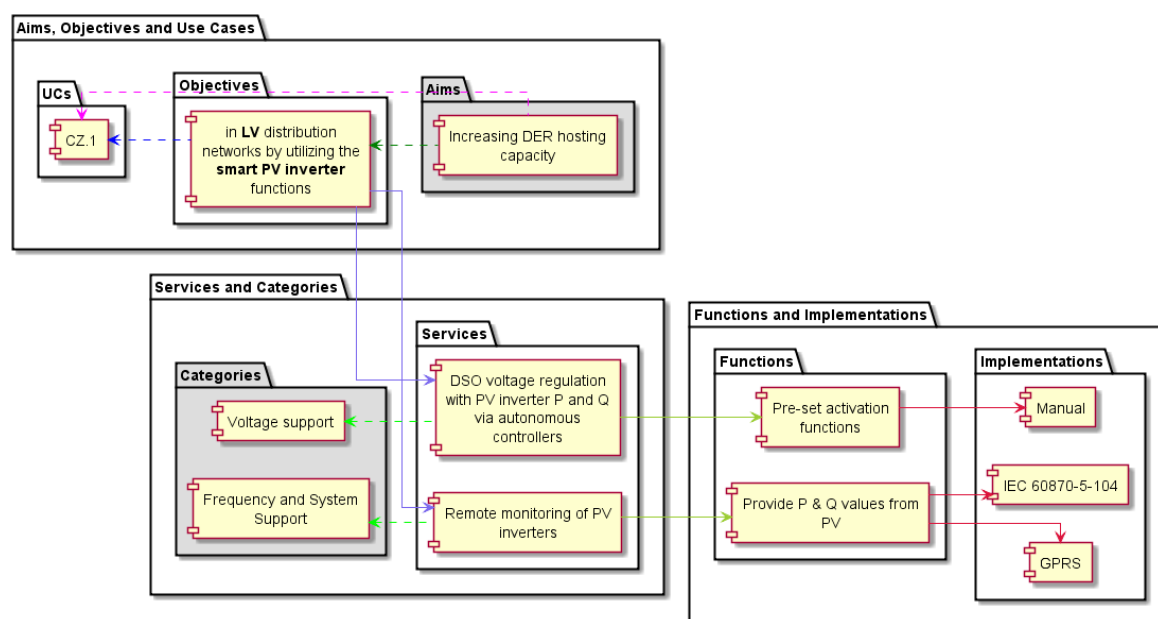 Aims, Objectives and Use Cases
UCs
CZ.1
Objectives
in LV distribution
networks by utilizing the
smart PV inverter
functions
Aims
Increasing DER hosting
capacity
Services and Categories
Categories
Voltage support
Frequency and System
Support
Services
DSO voltage regulation
with PV inverter P and Q
via autonomous
controllers
Remote monitoring of PV
inverters
Functions and Implementations
Functions
Pre-set activation
functions
Provide P & Q values from
PV
Implementations
Manual
IEC 60870-5-104
GPRS